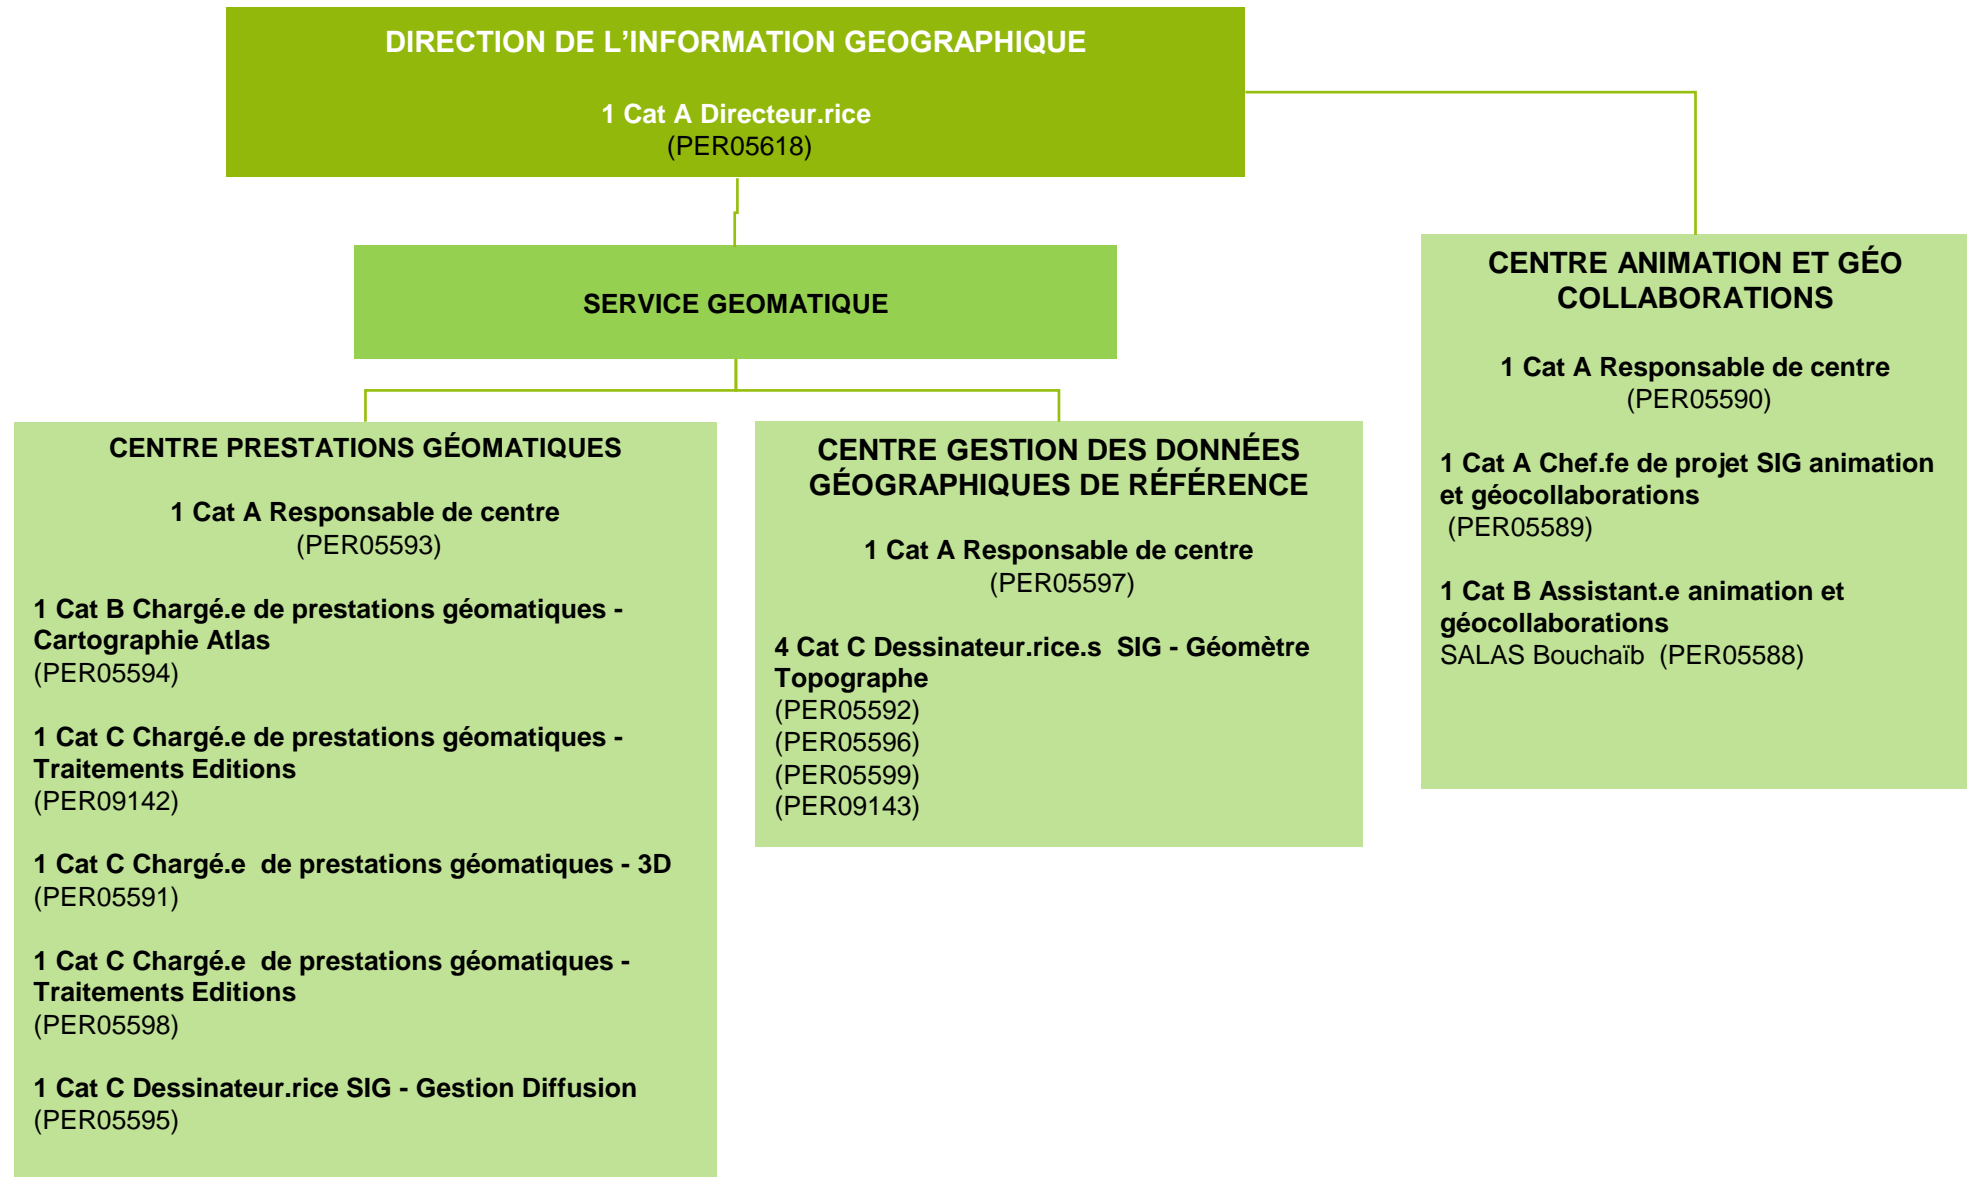 DIRECTION DE L’INFORMATION GEOGRAPHIQUE
1 Cat A Directeur.rice
(PER05618)
SERVICE GEOMATIQUE
CENTRE PRESTATIONS GÉOMATIQUES
1 Cat A Responsable de centre
(PER05593)
1 Cat B Chargé.e de prestations géomatiques -
Cartographie Atlas
(PER05594)
1 Cat C Chargé.e de prestations géomatiques -
Traitements Editions
(PER09142)
1 Cat C Chargé.e de prestations géomatiques - 3D
(PER05591)
1 Cat C Chargé.e de prestations géomatiques -
Traitements Editions
(PER05598)
1 Cat C Dessinateur.rice SIG - Gestion Diffusion
(PER05595)
CENTRE GESTION DES DONNÉES
GÉOGRAPHIQUES DE RÉFÉRENCE
1 Cat A Responsable de centre
(PER05597)
4 Cat C Dessinateur.rice.s SIG - Géomètre
Topographe
(PER05592)
(PER05596)
(PER05599)
(PER09143)
CENTRE ANIMATION ET GÉO
COLLABORATIONS
1 Cat A Responsable de centre
(PER05590)
1 Cat A Chef.fe de projet SIG animation
et géocollaborations
(PER05589)
1 Cat B Assistant.e animation et
géocollaborations
SALAS Bouchaïb (PER05588)